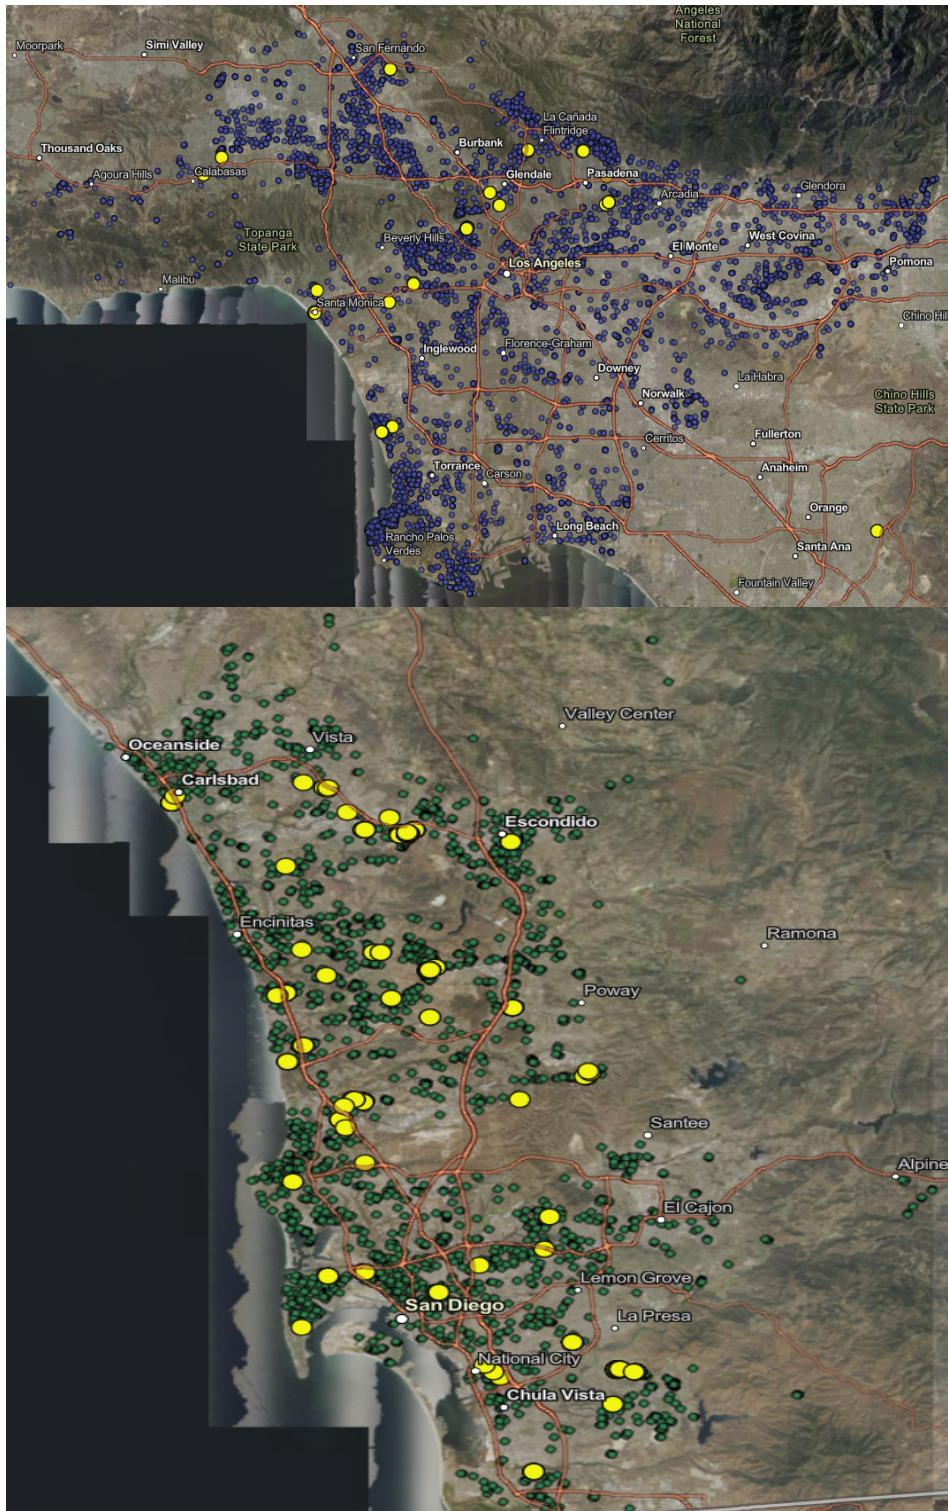 Angeles
National
Forest
Moorpark
Simi Valley
San Fernando
La Cañada
Flintridge
Burbank
Thousand Oaks
Agoura Hills
Calabasas
Glendale
Pasadena
Arcadia
Glendora
Topanga
State Park
Beverly Hills
El Monte
West Covina
Los Angeles
Pomona
Malibu
Santa Monica
Chino Hil
Inglewood
Florence-Graham
Downey
La Habra
Norwalk
Chino Hills
State Park
Cerritos
Fullerton
Torrance
Carson
Anaheim
Orange
Long Beach
Rancho Palos
Verdes
Santa Ana
Fountain Valley
Valley Center
Vista
Oceanside
Carlsbad
Escondido
Encinitas
Ramona
Poway
Santee
Alpine
El Cajon
Lemon Grove
San Diego
La Presa
National City
Chula Vista